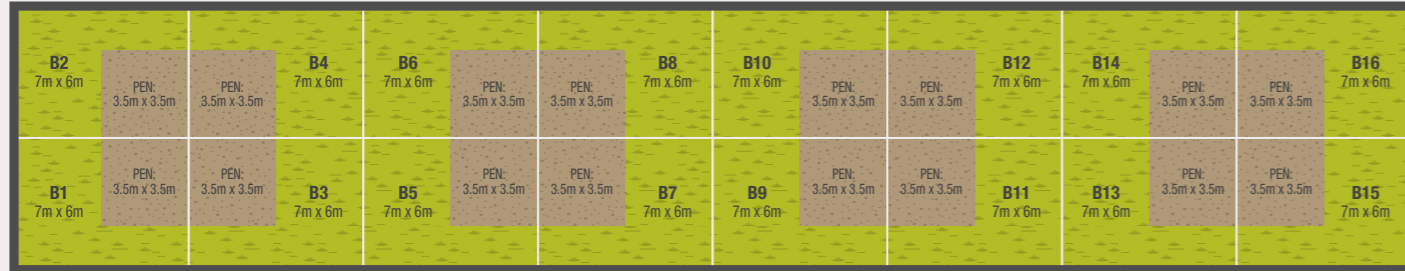 B2
7m x 6m
PEN:
3.5m x 3.5m
PEN:
3.5m x 3.5m
B4
7m x 6m
B6
7m x 6m
PEN:
3.5m x 3.5m
PEN:
3.5m x 3.5m
B8
7m x 6m
B10
7m x 6m
PEN:
3.5m x 3.5m
PEN:
3.5m x 3.5m
B12
7m x 6m
B14
7m x 6m
PEN:
3.5m x 3.5m
PEN:
3.5m x 3.5m
B16
7m x 6m
B1
7m x 6m
PEN:
3.5m x 3.5m
PEN:
3.5m x 3.5m
B3
7m x 6m
B5
7m x 6m
PEN:
3.5m x 3.5m
PEN:
3.5m x 3.5m
B7
7m x 6m
B9
7m x 6m
PEN:
3.5m x 3.5m
PEN:
3.5m x 3.5m
B11
7m x 6m
B13
7m x 6m
PEN:
3.5m x 3.5m
PEN:
3.5m x 3.5m
B15
7m x 6m